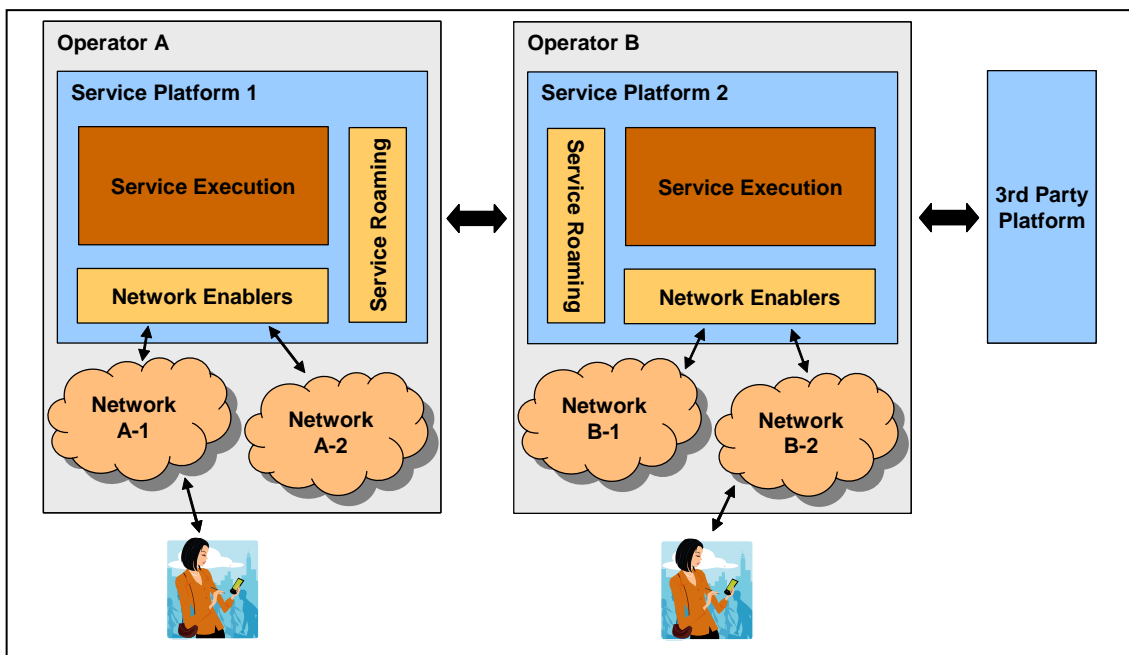 Operator A
Service Platform 1
Service Execution
Service Roaming
Network Enablers
Network
A-1
Network
A-2
Operator B
Service Platform 2
Service Roaming
Service Execution
Network Enablers
Network
B-1
Network
B-2
3rd Party
Platform